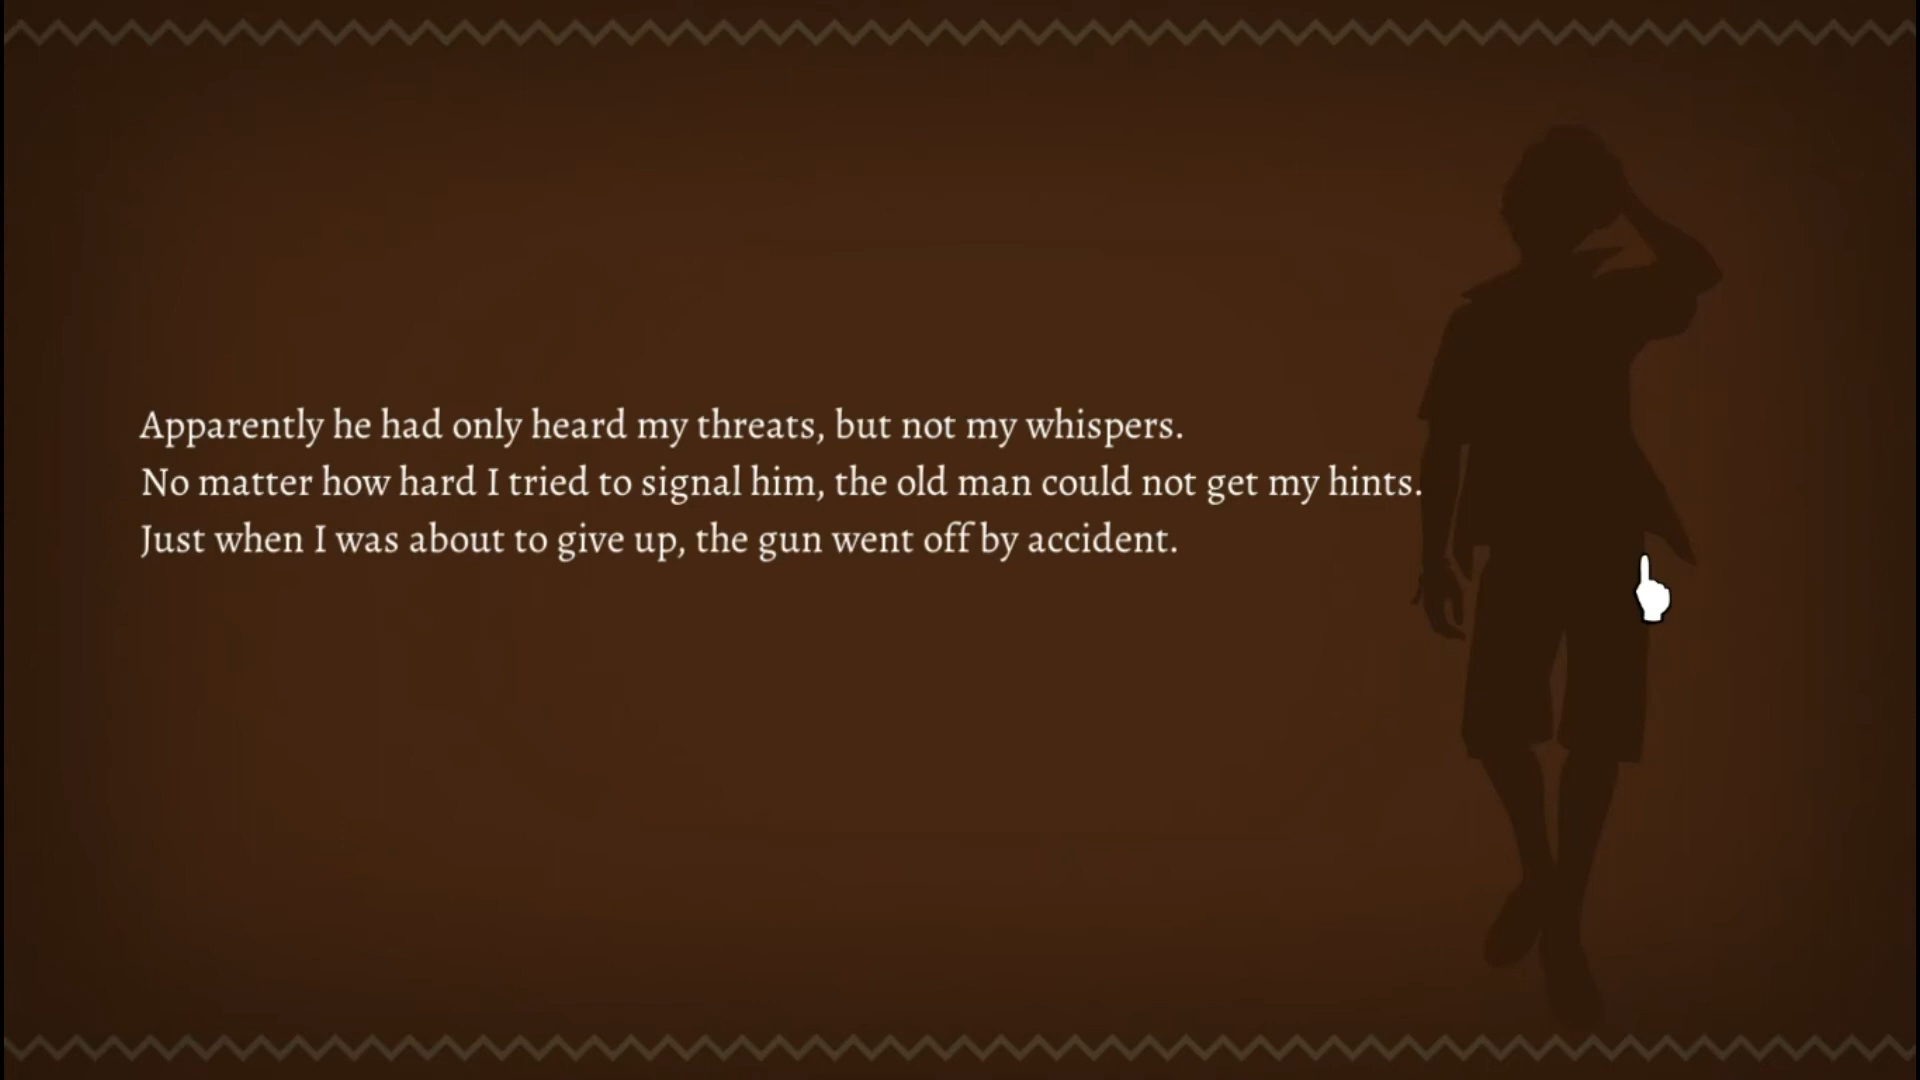 Apparently he had only heard my threats, but not my whispers.
No matter how hard I tried to signal him, the old man could not get my hints.
Just when I was about to give up, the gun went off by accident.